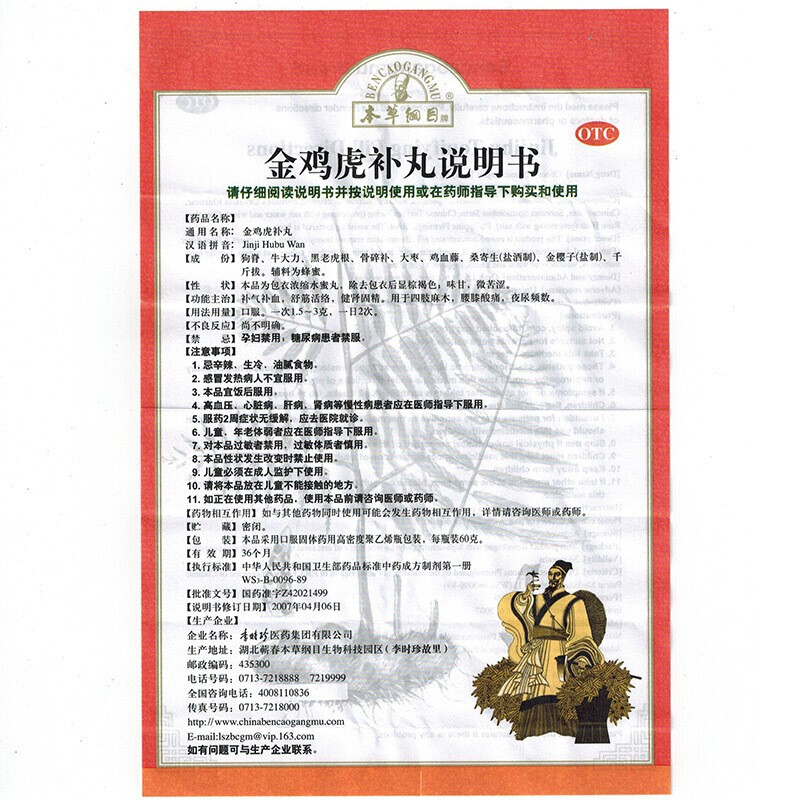 BENCAOGANGMU
®
本草纲目牌
OTC
金鸡虎补丸说明书
请仔细阅读说明书并按说明使用或在药师指导下购买和使用
【药品名称】
通用名称：金鸡虎补丸
汉语拼音：Jinji Hubu Wan
【成　　份】狗脊、牛大力、黑老虎根、骨碎补、大枣、鸡血藤、桑寄生(盐酒制)、金樱子(盐制)、千
斤拔。辅料为蜂蜜。
【性　　状】本品为包衣浓缩水蜜丸，除去包衣后显棕褐色；味甘，微苦涩。
【功能主治】补气补血，舒筋活络，健肾固精。用于四肢麻木，腰膝酸痛，夜尿频数。
【用法用量】口服。一次1.5～3克，一日2次。
【不良反应】尚不明确。
【禁　　忌】孕妇禁用，糖尿病患者禁服。
【注意事项】
1. 忌辛辣、生冷、油腻食物。
2. 感冒发热病人不宜服用。
3. 本品宜饭后服用。
4. 高血压、心脏病、肝病、肾病等慢性病患者应在医师指导下服用。
5. 服药2周症状无缓解，应去医院就诊。
6. 儿童、年老体弱者应在医师指导下服用。
7. 对本品过敏者禁用，过敏体质者慎用。
8. 本品性状发生改变时禁止使用。
9. 儿童必须在成人监护下使用。
10. 请将本品放在儿童不能接触的地方。
11. 如正在使用其他药品，使用本品前请咨询医师或药师。
【药物相互作用】如与其他药物同时使用可能会发生药物相互作用，详情请咨询医师或药师。
【贮　　藏】密闭。
【包　　装】本品采用口服固体药用高密度聚乙烯瓶包装，每瓶装60克。
【有 效 期】36个月
【执行标准】中华人民共和国卫生部药品标准中药成方制剂第一册
WS3-B-0096-89
【批准文号】国药准字Z42021499
【说明书修订日期】2007年04月06日
【生产企业】
企业名称：李时珍医药集团有限公司
生产地址：湖北蕲春本草纲目生物科技园区(李时珍故里)
邮政编码：435300
电话号码：0713-7218888 7219999
全国咨询电话：4008110836
传真号码：0713-7218000
http://www.chinabencaogangmu.com
E-mail:lszbcgm@vip.163.com
如有问题可与生产企业联系。